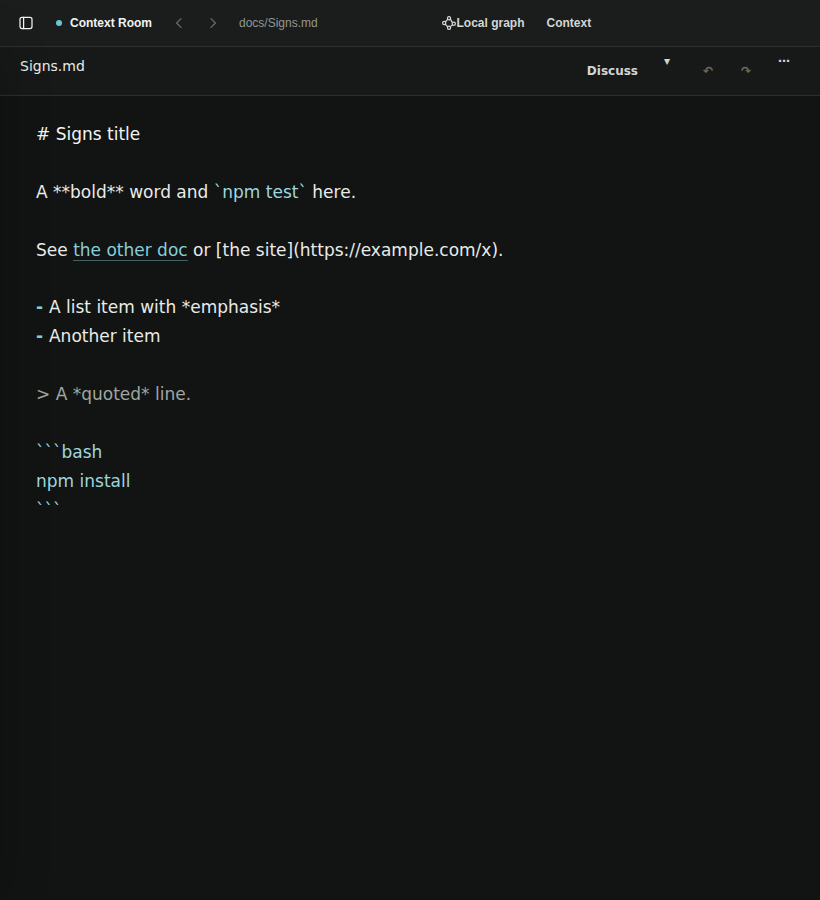 Context Room
docs/Signs.md
Local graph
Context
Signs.md
Discuss
# Signs title
A **bold** word and `npm test` here.
See the other doc or [the site](https://example.com/x).
- A list item with *emphasis*
- Another item
> A *quoted* line.
```bash
npm install
```